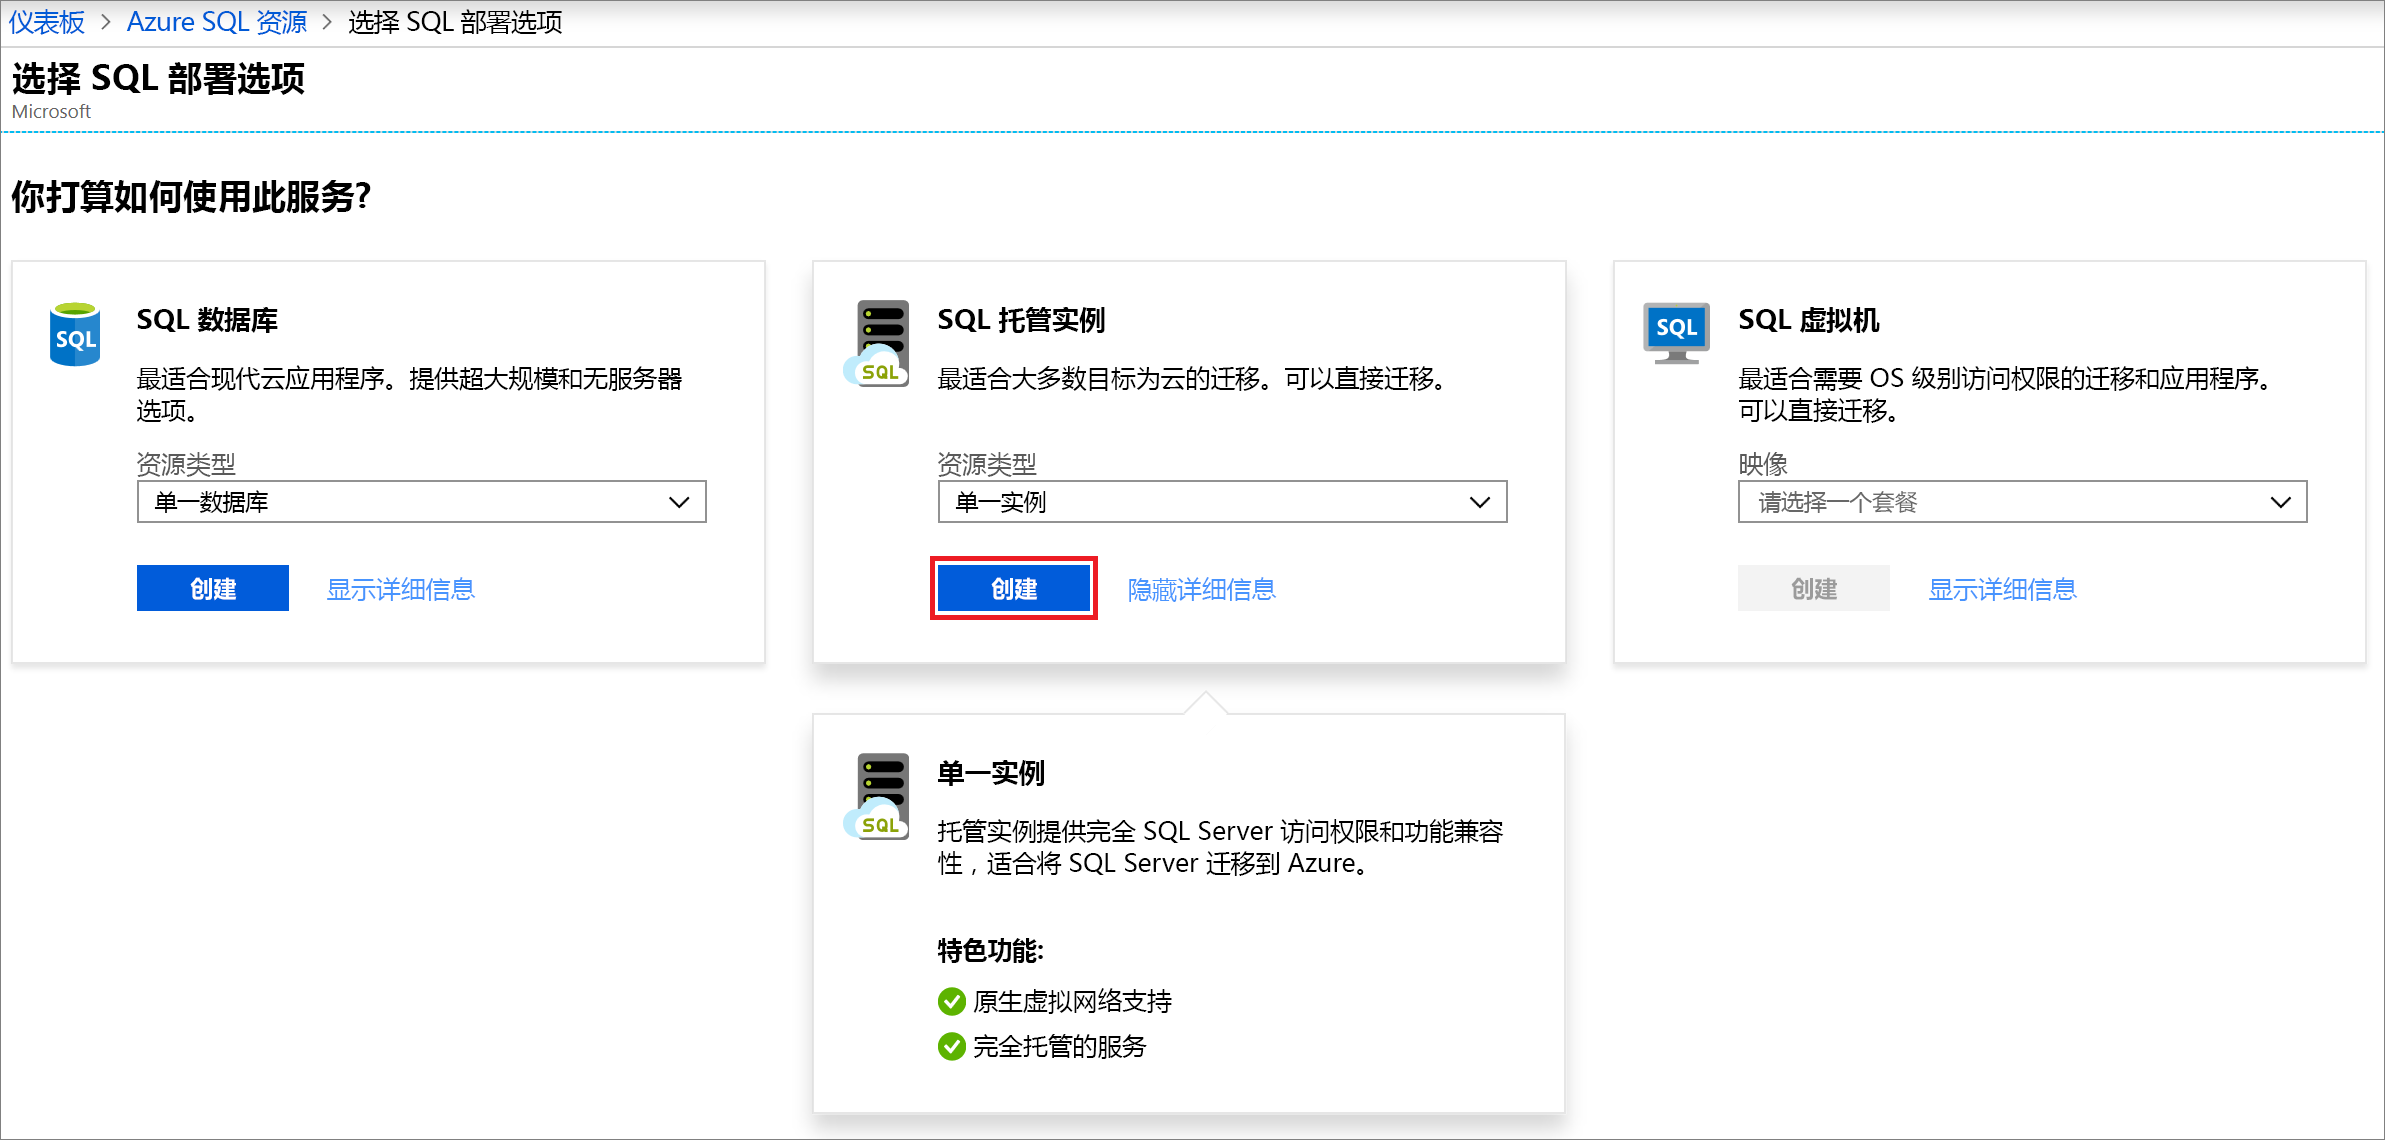 仪表板 > Azure SQL 资源 > 选择 SQL 部署选项
选择 SQL 部署选项
Microsoft
你打算如何使用此服务?
SQL
SQL 数据库
最适合现代云应用程序。提供超大规模和无服务器
选项。
资源类型
单一数据库
创建 显示详细信息
SQL
SQL 托管实例
最适合大多数目标为云的迁移。可以直接迁移。
资源类型
单一实例
创建 隐藏详细信息
SQL
SQL 虚拟机
最适合需要 OS 级别访问权限的迁移和应用程序。
可以直接迁移。
映像
请选择一个套餐
创建 显示详细信息
SQL
单一实例
托管实例提供完全 SQL Server 访问权限和功能兼容
性，适合将 SQL Server 迁移到 Azure。
特色功能:
原生虚拟网络支持
完全托管的服务